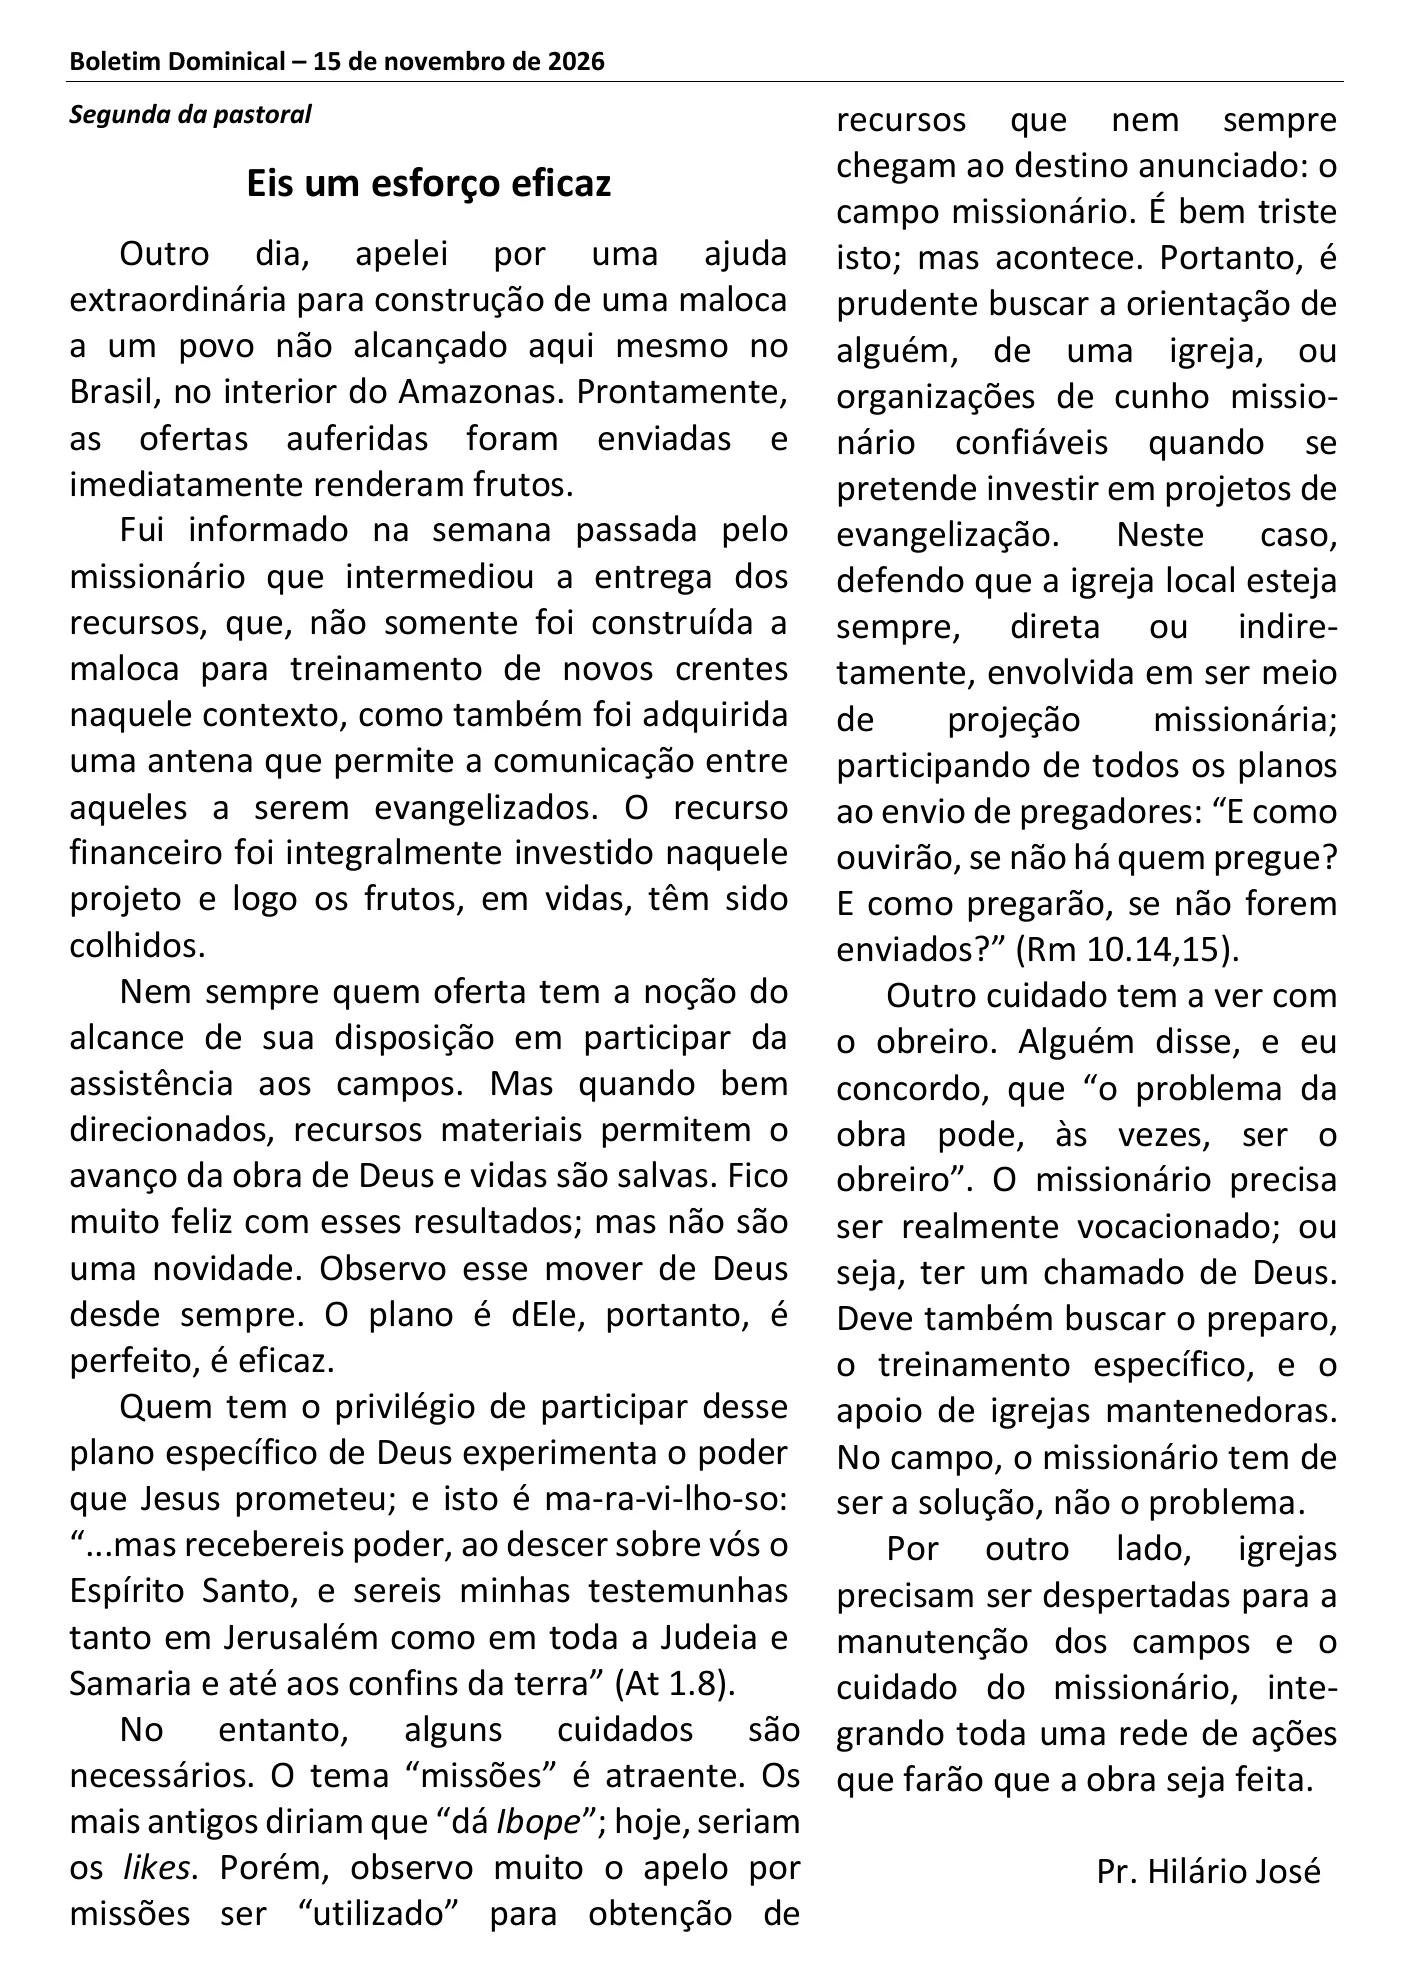 Boletim Dominical – 15 de novembro de 2026
Segunda da pastoral
Eis um esforço eficaz
Outro dia, apelei por uma ajuda
extraordinária para construção de uma maloca
a um povo não alcançado aqui mesmo no
Brasil, no interior do Amazonas. Prontamente,
as ofertas auferidas foram enviadas e
imediatamente renderam frutos.
Fui informado na semana passada pelo
missionário que intermediou a entrega dos
recursos, que, não somente foi construída a
maloca para treinamento de novos crentes
naquele contexto, como também foi adquirida
uma antena que permite a comunicação entre
aqueles a serem evangelizados. O recurso
financeiro foi integralmente investido naquele
projeto e logo os frutos, em vidas, têm sido
colhidos.
Nem sempre quem oferta tem a noção do
alcance de sua disposição em participar da
assistência aos campos. Mas quando bem
direcionados, recursos materiais permitem o
avanço da obra de Deus e vidas são salvas. Fico
muito feliz com esses resultados; mas não são
uma novidade. Observo esse mover de Deus
desde sempre. O plano é dEle, portanto, é
perfeito, é eficaz.
Quem tem o privilégio de participar desse
plano específico de Deus experimenta o poder
que Jesus prometeu; e isto é ma-ra-vi-lho-so:
“...mas recebereis poder, ao descer sobre vós o
Espírito Santo, e sereis minhas testemunhas
tanto em Jerusalém como em toda a Judeia e
Samaria e até aos confins da terra” (At 1.8).
No entanto, alguns cuidados são
necessários. O tema “missões” é atraente. Os
mais antigos diriam que “dá Ibope”; hoje, seriam
os likes. Porém, observo muito o apelo por
missões ser “utilizado” para obtenção de
recursos que nem sempre
chegam ao destino anunciado: o
campo missionário. É bem triste
isto; mas acontece. Portanto, é
prudente buscar a orientação de
alguém, de uma igreja, ou
organizações de cunho missio-
nário confiáveis quando se
pretende investir em projetos de
evangelização. Neste caso,
defendo que a igreja local esteja
sempre, direta ou indire-
tamente, envolvida em ser meio
de projeção missionária;
participando de todos os planos
ao envio de pregadores: “E como
ouvirão, se não há quem pregue?
E como pregarão, se não forem
enviados?” (Rm 10.14,15).
Outro cuidado tem a ver com
o obreiro. Alguém disse, e eu
concordo, que “o problema da
obra pode, às vezes, ser o
obreiro”. O missionário precisa
ser realmente vocacionado; ou
seja, ter um chamado de Deus.
Deve também buscar o preparo,
o treinamento específico, e o
apoio de igrejas mantenedoras.
No campo, o missionário tem de
ser a solução, não o problema.
Por outro lado, igrejas
precisam ser despertadas para a
manutenção dos campos e o
cuidado do missionário, inte-
grando toda uma rede de ações
que farão que a obra seja feita.
Pr. Hilário José